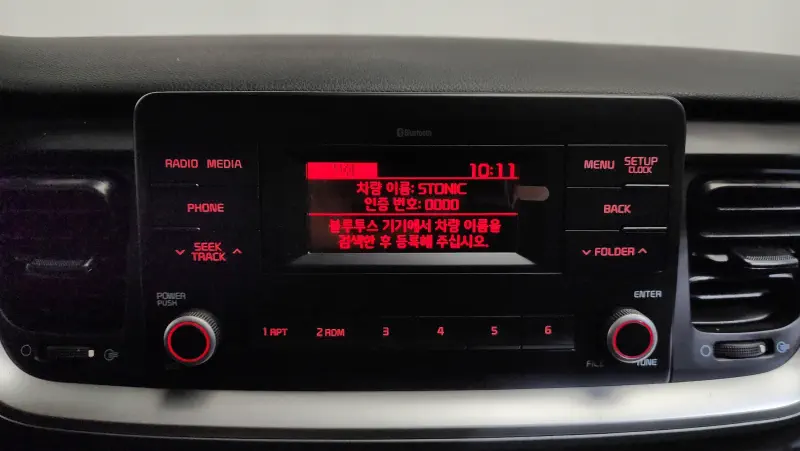 Bluetooth
RADIO MEDIA
10:11
MENU
SETUP
CLOCK
차량 이름: STONIC
인증 번호: 0000
PHONE
BACK
블루투스 기기에서 차량 이름을
검색한 후 등록해 주십시오.
SEEK
TRACK
FOLDER
POWER
PUSH
ENTER
1 RPT
2 RDM
3
4
5
6
FILE
TUNE